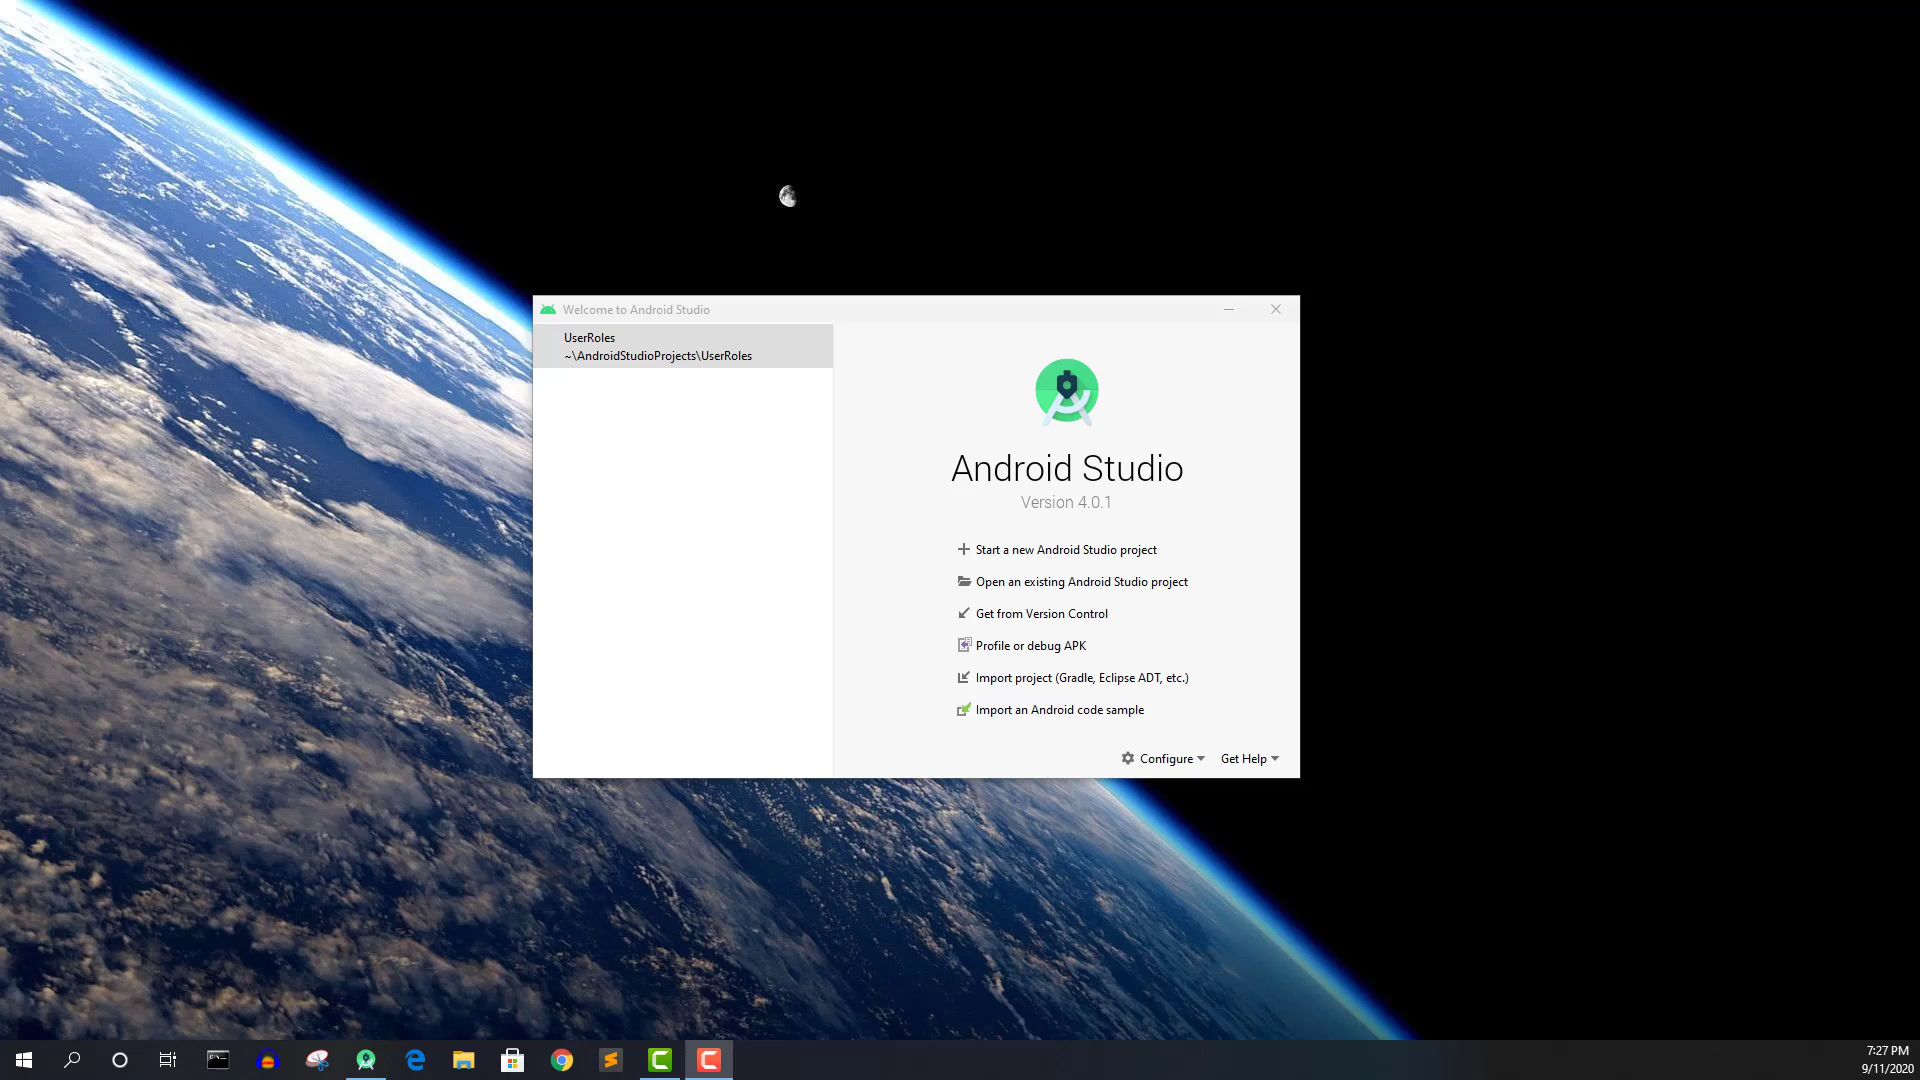 Welcome to Android Studio
UserRoles
~\AndroidStudioProjects\UserRoles
Android Studio
Version 4.0.1
Start a new Android Studio project
Open an existing Android Studio project
Get from Version Control
Profile or debug APK
Import project (Gradle, Eclipse ADT, etc.)
Import an Android code sample
Configure
Get Help
7:27 PM
9/11/2020